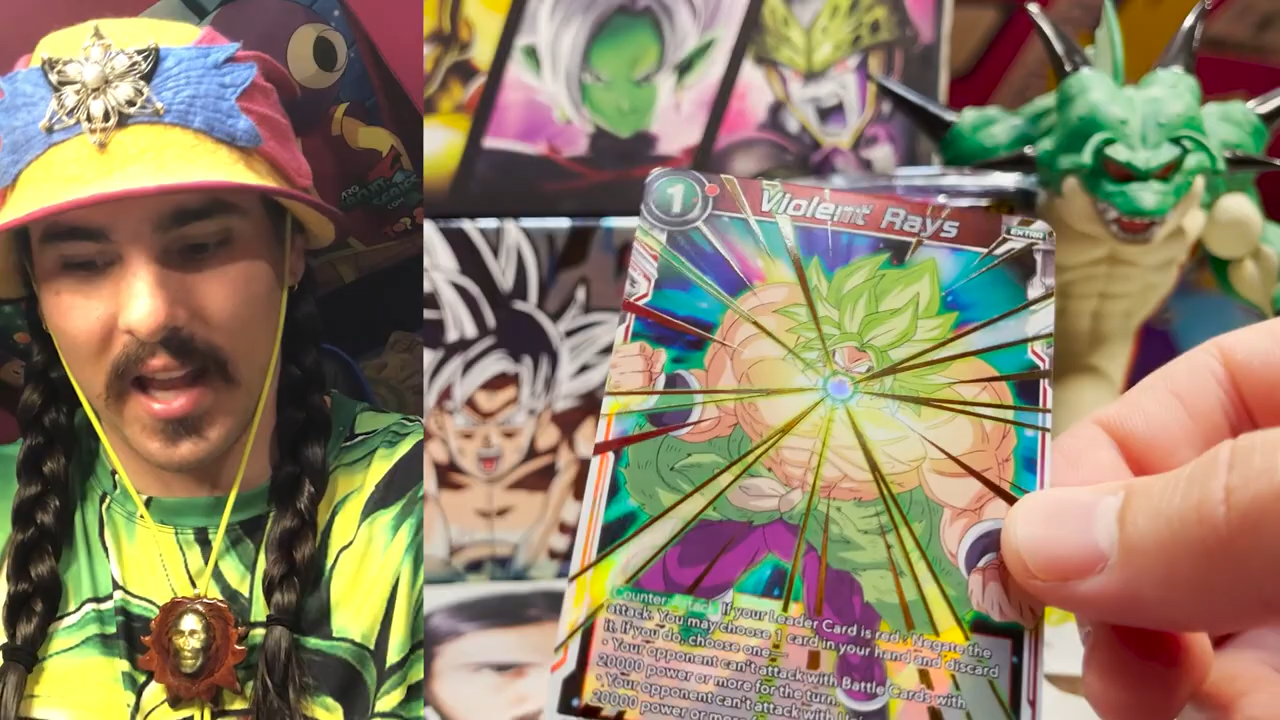 1
Violent Rays
EXTRA
Counter: If your Leader Card is red : Negate the
attack. You may choose 1 card in your hand and discard
it. If you do, choose one—
• Your opponent can't attack with Battle Cards with
20000 power or more for the turn.
• Your opponent can't attack with
20000 power or more